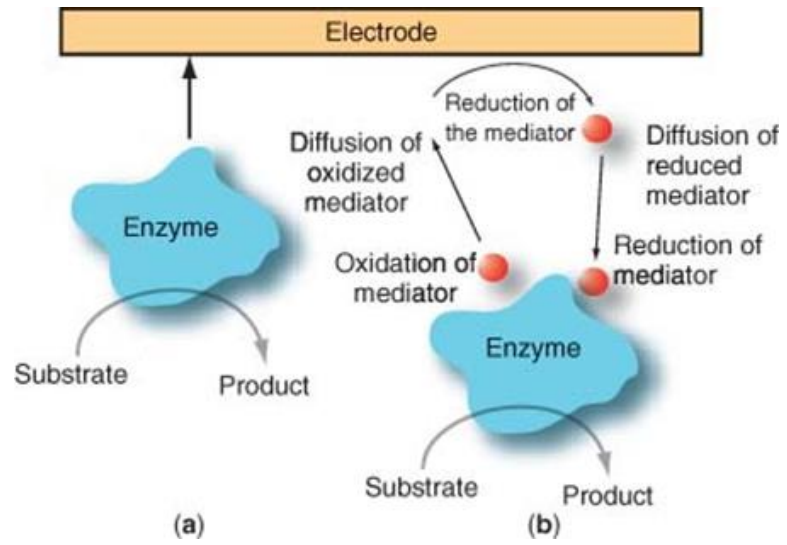 Electrode
Enzyme
Substrate
Product
(a)
Reduction of
the mediator
Diffusion of
oxidized
mediator
Diffusion of
reduced
mediator
Oxidation of
mediator
Reduction of
mediator
Enzyme
Substrate
Product
(b)